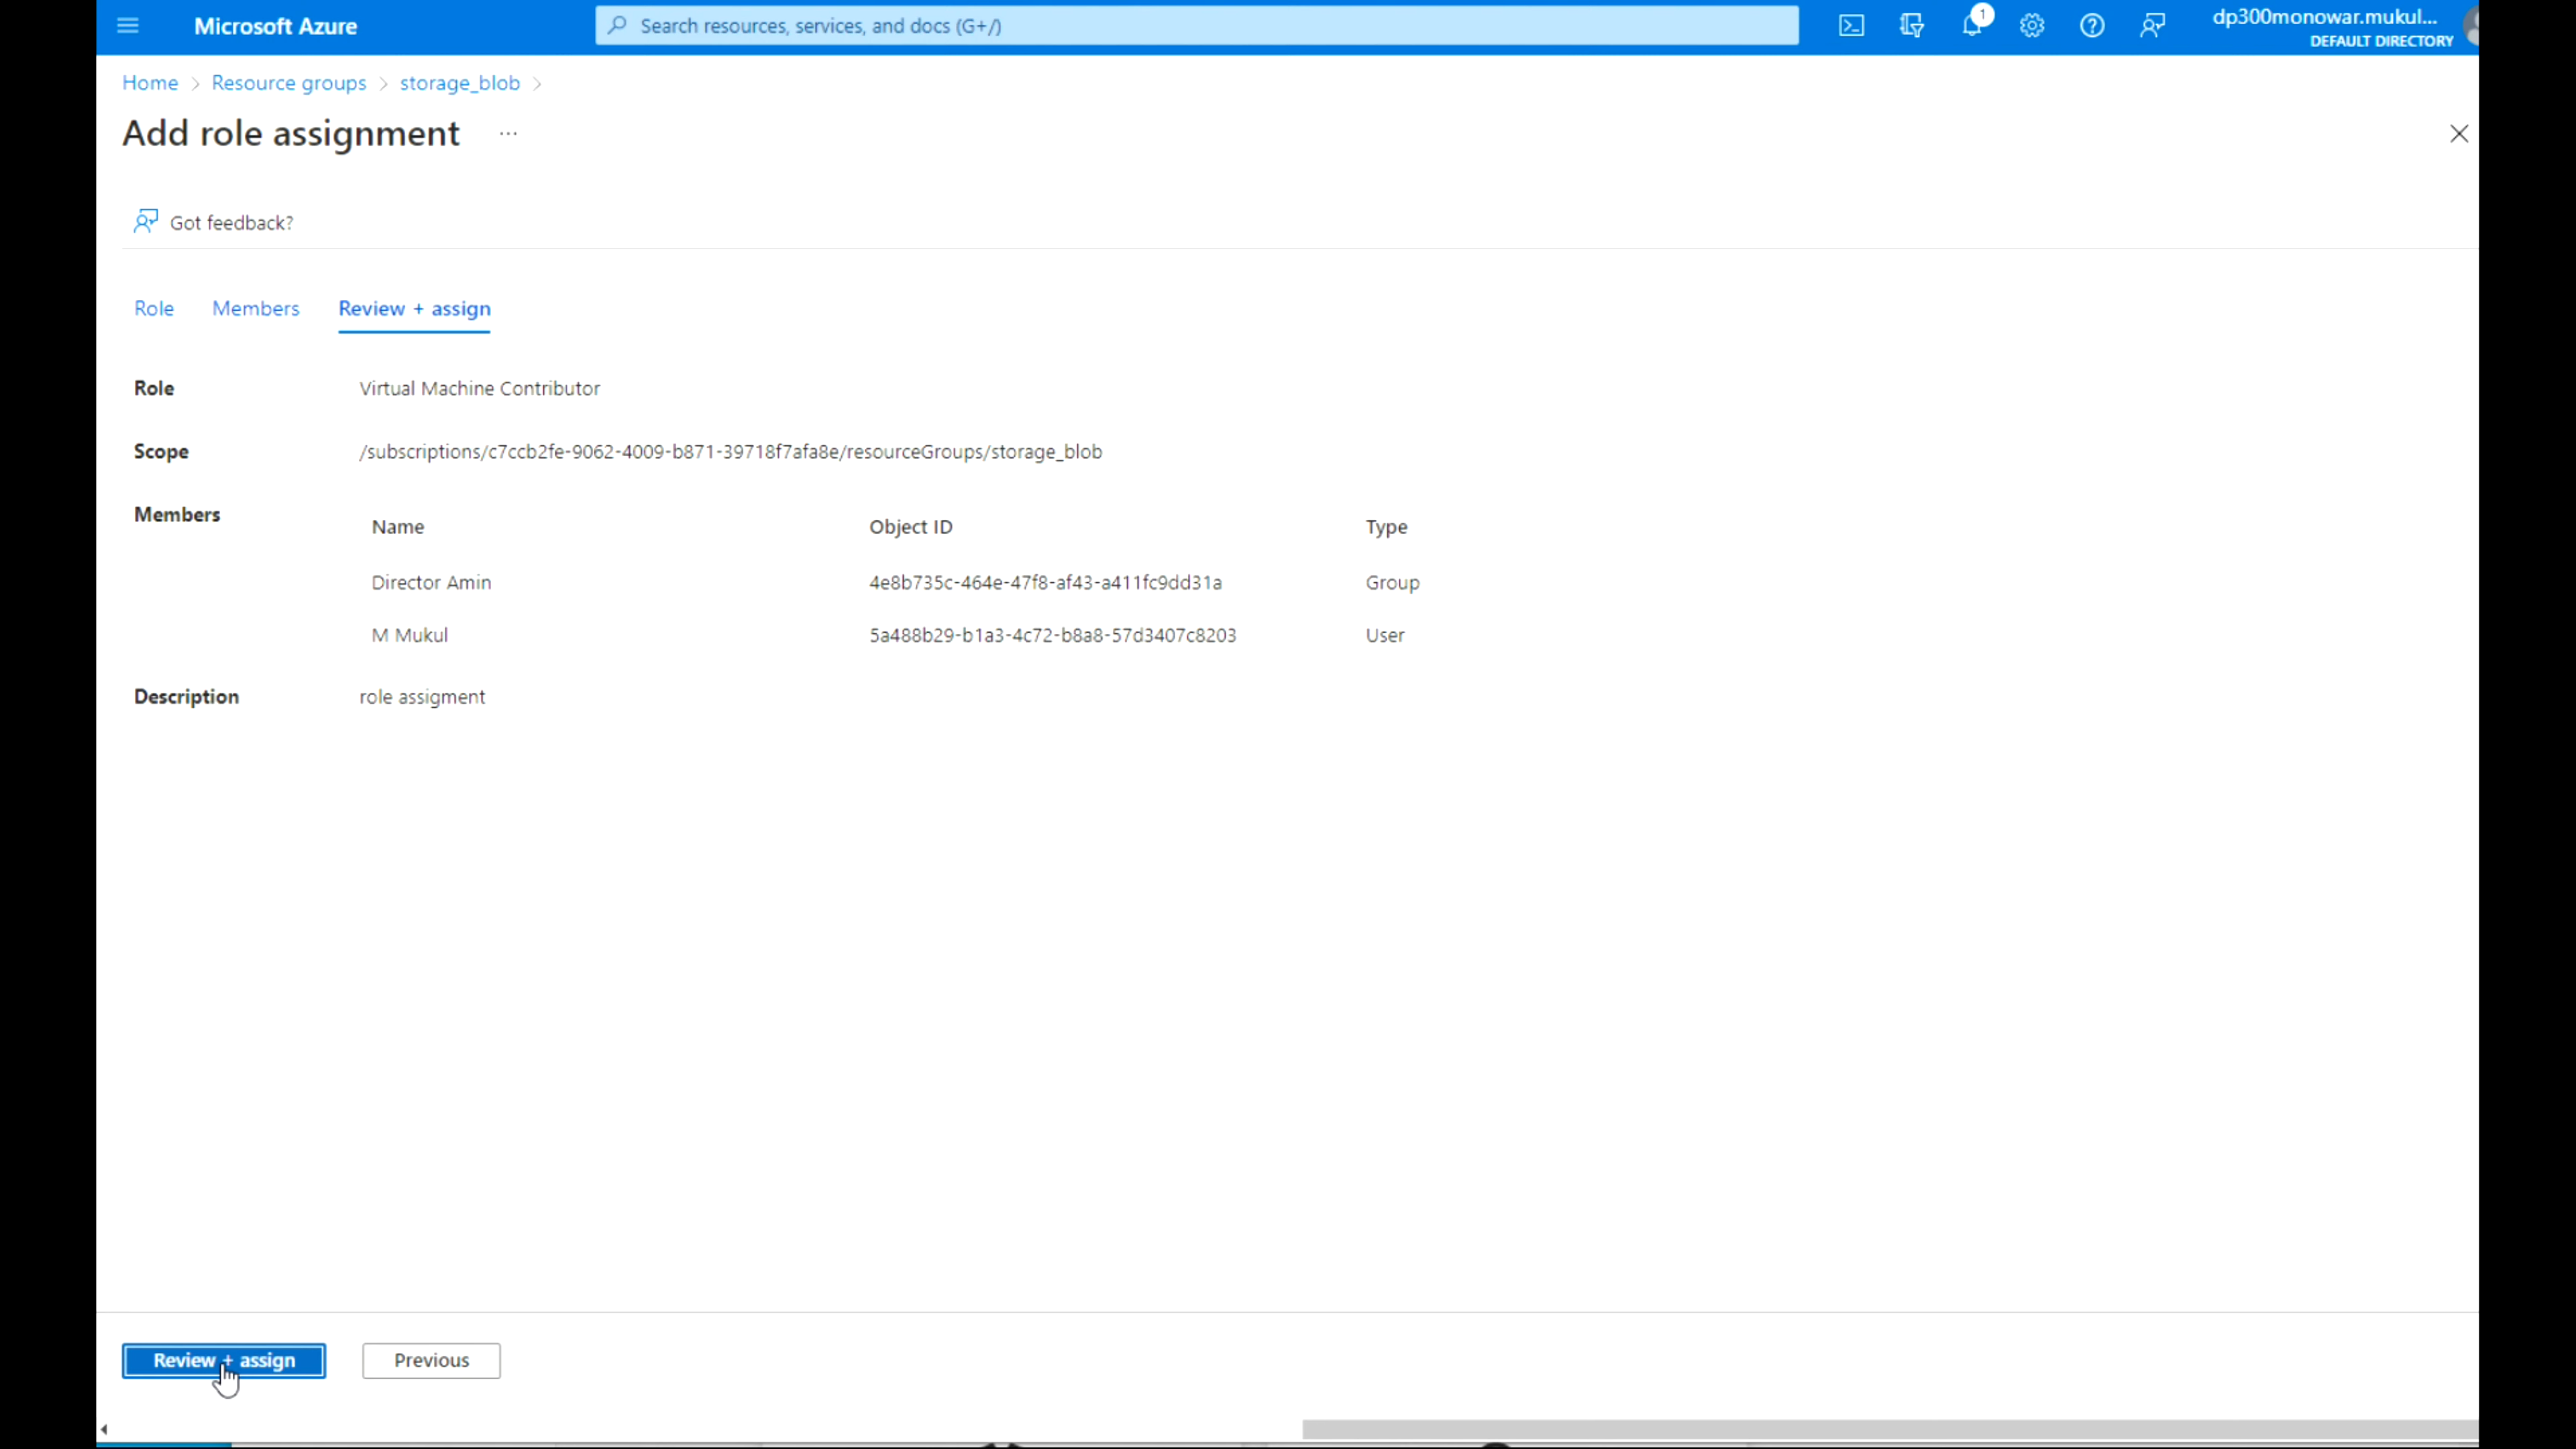 Microsoft Azure
Search resources, services, and docs (G+/)
1
dp300monowar.mukul...
DEFAULT DIRECTORY
Home > Resource groups > storage_blob >
Add role assignment ...
Got feedback?
Role Members Review + assign
Role Virtual Machine Contributor
Scope /subscriptions/c7ccb2fe-9062-4009-b871-39718f7afa8e/resourceGroups/storage_blob
Members
Name Object ID Type
Director Amin 4e8b735c-464e-47f8-af43-a411fc9dd31a Group
M Mukul 5a488b29-b1a3-4c72-b8a8-57d3407c8203 User
Description role assigment
Review + assign Previous